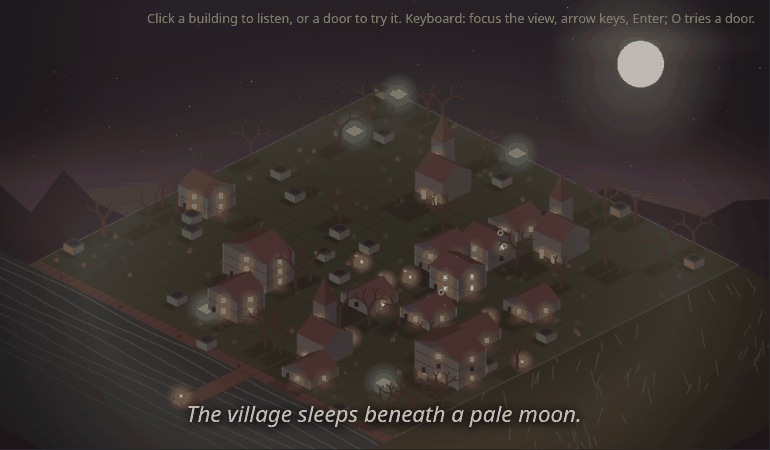 Click a building to listen, or a door to try it. Keyboard: focus the view, arrow keys, Enter; O tries a door.
The village sleeps beneath a pale moon.